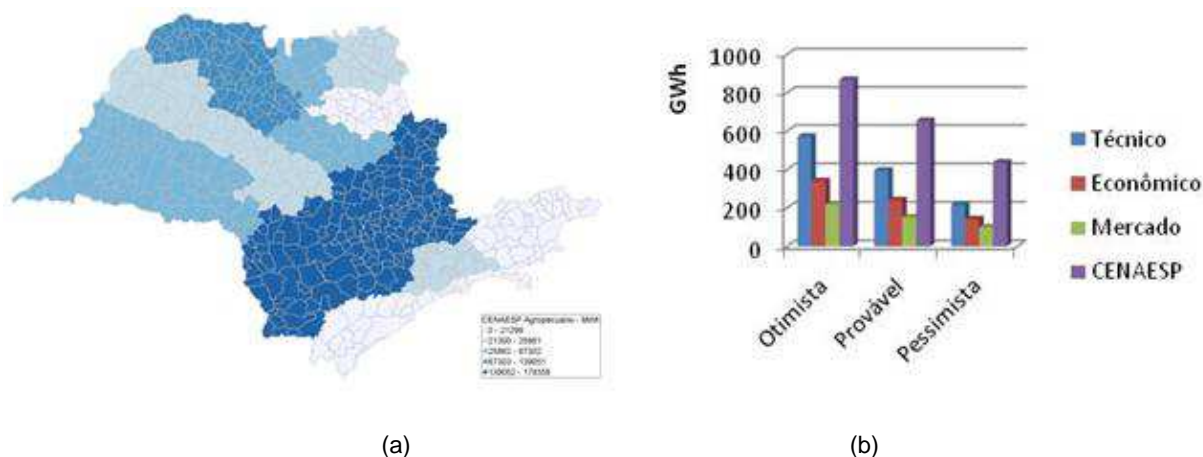 CENAESP Agropecuário - MWh
1000
800
600
400
200
0
GWh
Otimista
Provável
Pessimista
Técnico
Econômico
Mercado
CENAESP
(a)
(b)